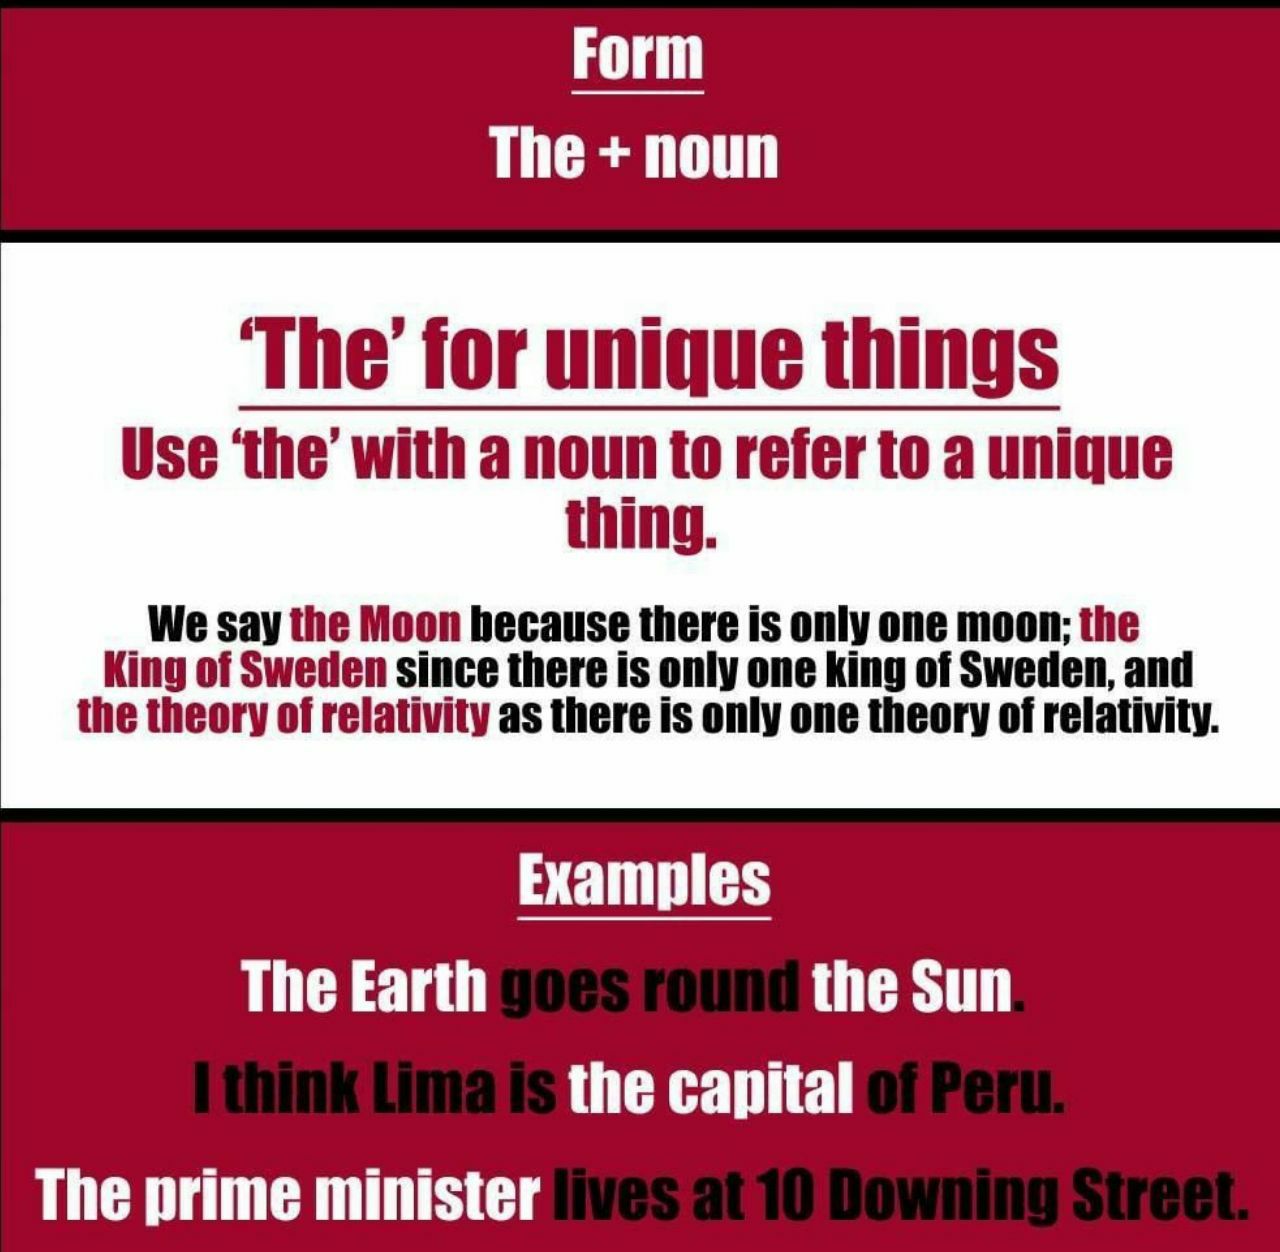 Form
The + noun
‘The’ for unique things
Use ‘the’ with a noun to refer to a unique
thing.
We say the Moon because there is only one moon; the
King of Sweden since there is only one king of Sweden, and
the theory of relativity as there is only one theory of relativity.
Examples
The Earth goes round the Sun.
I think Lima is the capital of Peru.
The prime minister lives at 10 Downing Street.